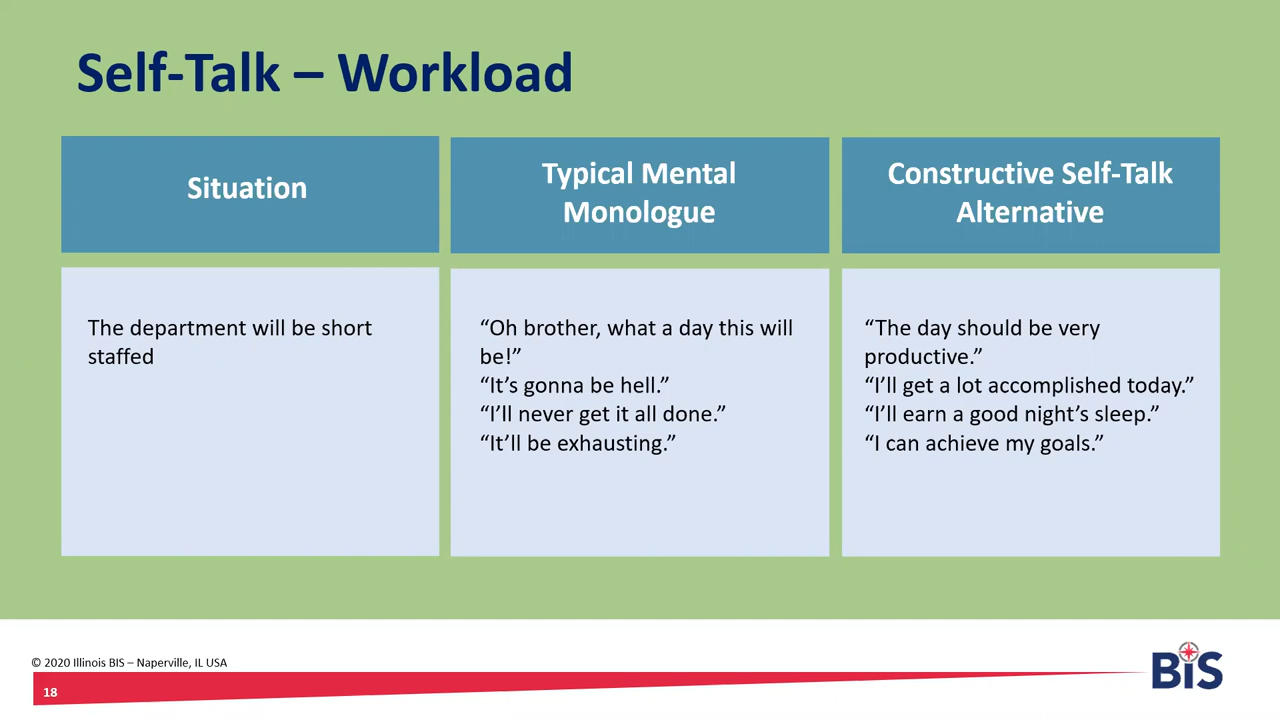 Self-Talk – Workload
Situation
Typical Mental
Monologue
Constructive Self-Talk
Alternative
The department will be short
staffed
“Oh brother, what a day this will
be!”
“It’s gonna be hell.”
“I’ll never get it all done.”
“It’ll be exhausting.”
“The day should be very
productive.”
“I’ll get a lot accomplished today.”
“I’ll earn a good night’s sleep.”
“I can achieve my goals.”
© 2020 Illinois BIS – Naperville, IL USA
18
BIS